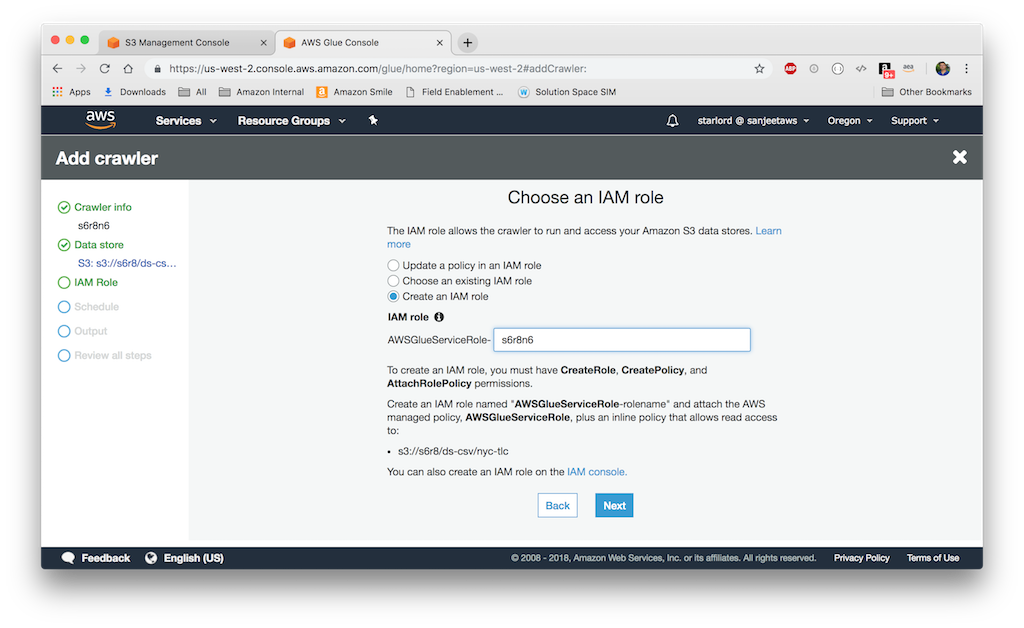 S3 Management Console
AWS Glue Console
https://us-west-2.console.aws.amazon.com/glue/home?region=us-west-2#addCrawler:
ABP
a
g+
aea
Apps
Downloads
All
Amazon Internal
a
Amazon Smile
Field Enablement ...
W
Solution Space SIM
Other Bookmarks
aws
Services
Resource Groups
starlord @ sanjeetaws
Oregon
Support
Add crawler
Crawler info
s6r8n6
Data store
S3: s3://s6r8/ds-cs…
IAM Role
Schedule
Output
Review all steps
Choose an IAM role
The IAM role allows the crawler to run and access your Amazon S3 data stores. Learn
more
Update a policy in an IAM role
Choose an existing IAM role
Create an IAM role
IAM role
AWSGlueServiceRole- s6r8n6
To create an IAM role, you must have CreateRole, CreatePolicy, and
AttachRolePolicy permissions.
Create an IAM role named "AWSGlueServiceRole-rolename" and attach the AWS
managed policy, AWSGlueServiceRole, plus an inline policy that allows read access
to:
• s3://s6r8/ds-csv/nyc-tlc
You can also create an IAM role on the IAM console.
Back
Next
Feedback
English (US)
© 2008 - 2018, Amazon Web Services, Inc. or its affiliates. All rights reserved.
Privacy Policy
Terms of Use